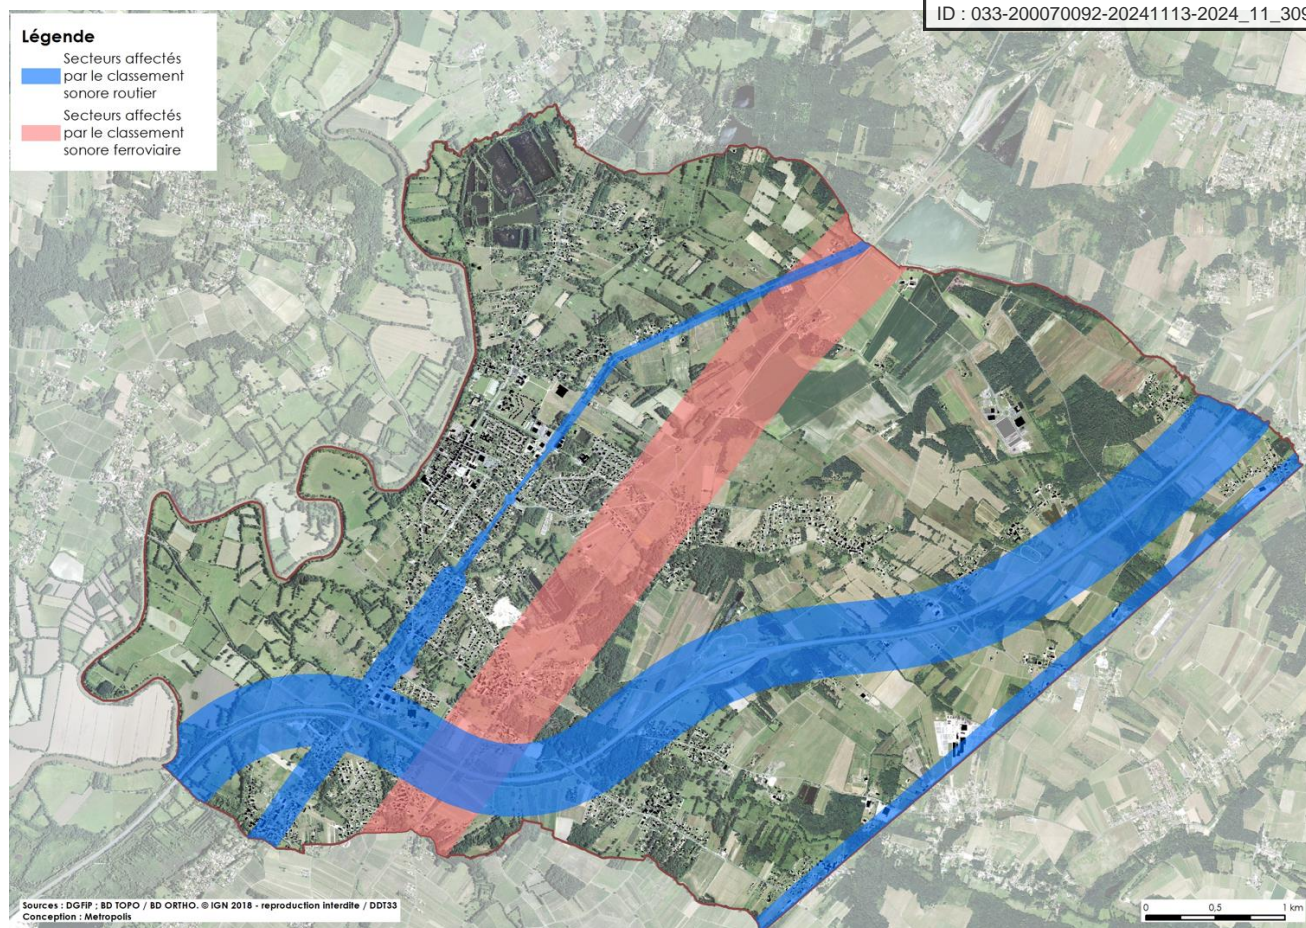 ID : 033-200070092-20241113-2024_11_309
Légende
Secteurs affectés
par le classement
sonore routier
Secteurs affectés
par le classement
sonore ferroviaire
Sources : DGFiP ; BD TOPO / BD ORTHO. © IGN 2018 - reproduction interdite / DDT33
Conception : Metropolis
0 0,5 1 km